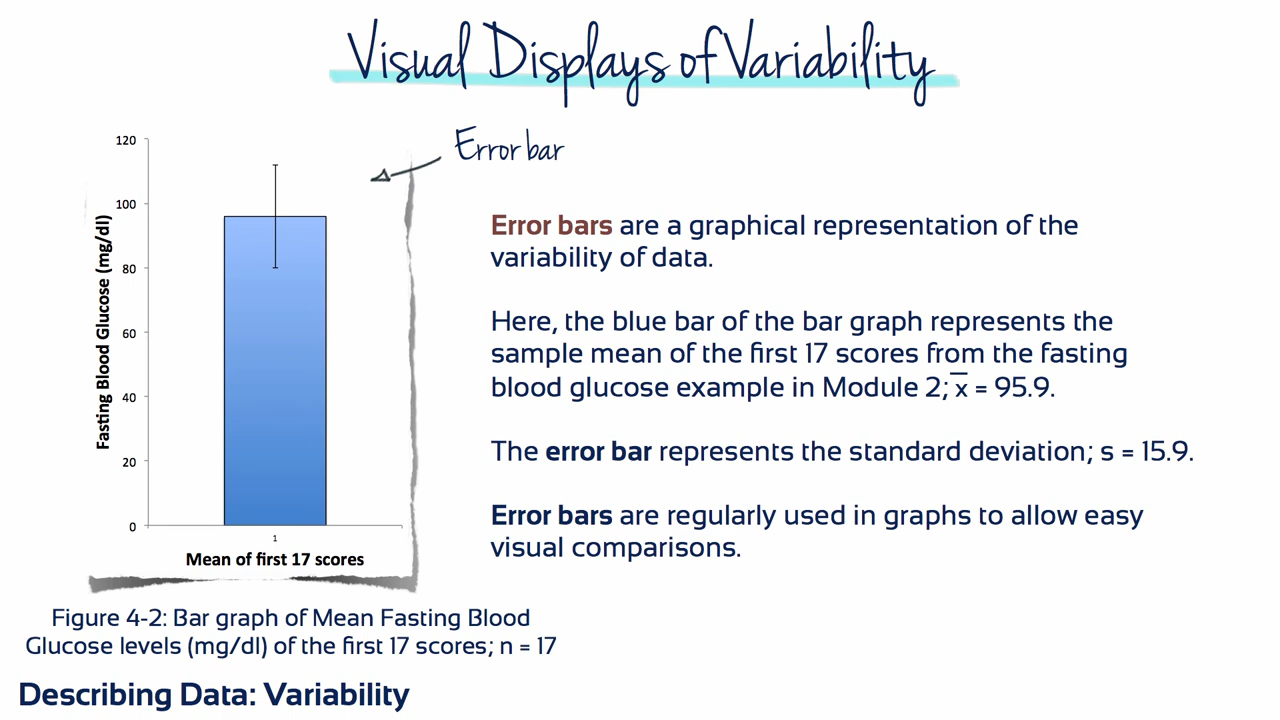 Visual Displays of Variability
Error bar
120
100
80
60
40
20
0
Fasting Blood Glucose (mg/dl)
1
Mean of first 17 scores
Figure 4-2: Bar graph of Mean Fasting Blood
Glucose levels (mg/dl) of the first 17 scores; n = 17
Error bars are a graphical representation of the
variability of data.
Here, the blue bar of the bar graph represents the
sample mean of the first 17 scores from the fasting
blood glucose example in Module 2; x̅ = 95.9.
The error bar represents the standard deviation; s = 15.9.
Error bars are regularly used in graphs to allow easy
visual comparisons.
Describing Data: Variability